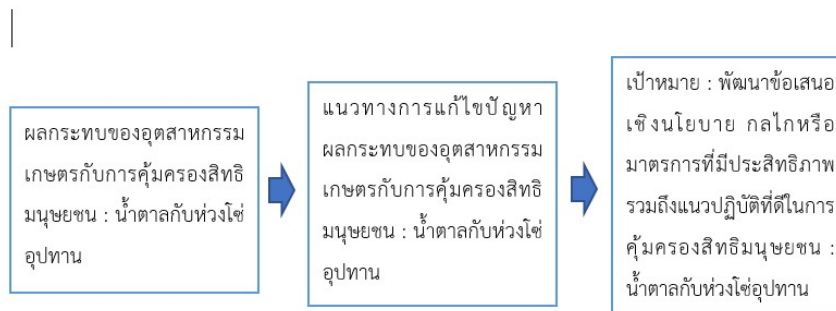 ผลกระทบของอุตสาหกรรม
เกษตรกับการคุ้มครองสิทธิ
มนุษยชน : น้ำตาลกับห่วงโซ่
อุปทาน
แนวทางการแก้ไขปัญหา
ผลกระทบของอุตสาหกรรม
เกษตรกับการคุ้มครองสิทธิ
มนุษยชน : น้ำตาลกับห่วงโซ่
อุปทาน
เป้าหมาย : พัฒนาข้อเสนอ
เชิงนโยบาย กลไกหรือ
มาตรการที่มีประสิทธิภาพ
รวมถึงแนวปฏิบัติที่ดีในการ
คุ้มครองสิทธิมนุษยชน :
น้ำตาลกับห่วงโซ่อุปทาน